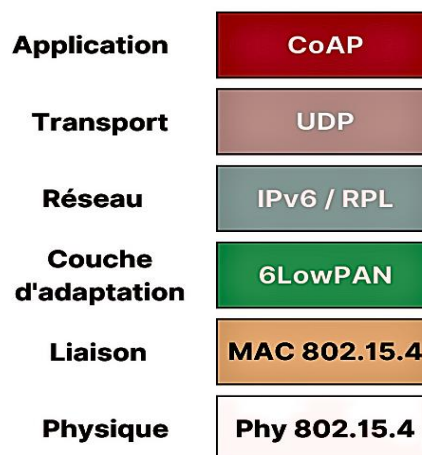 Application
CoAP
Transport
UDP
Réseau
IPv6 / RPL
Couche
d'adaptation
6LowPAN
Liaison
MAC 802.15.4
Physique
Phy 802.15.4